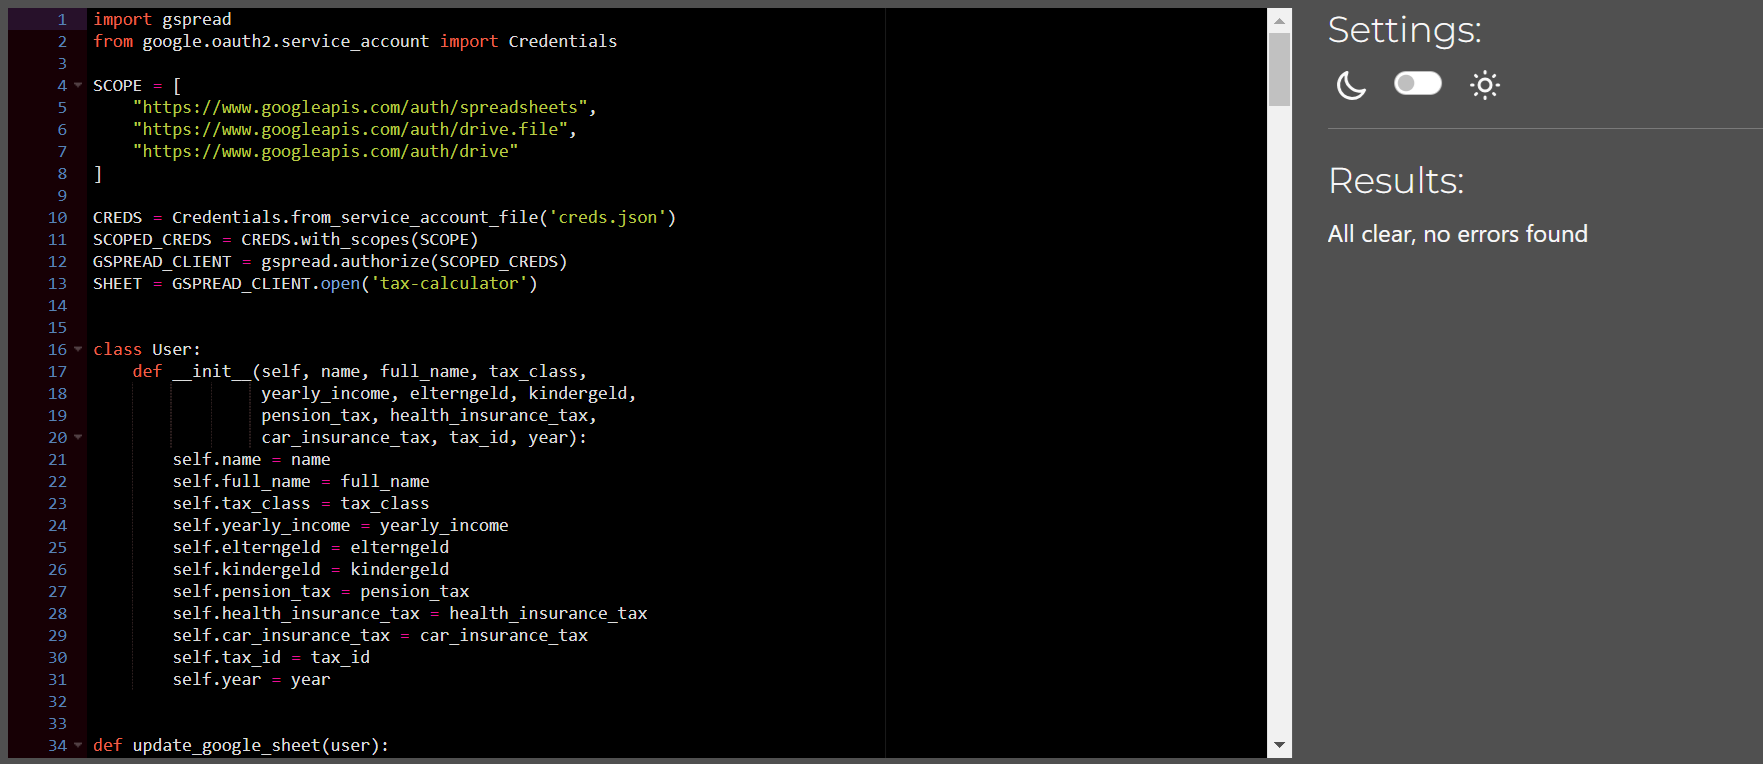 1 import gspread
2 from google.oauth2.service_account import Credentials
3
4 SCOPE = [
5     "https://www.googleapis.com/auth/spreadsheets",
6     "https://www.googleapis.com/auth/drive.file",
7     "https://www.googleapis.com/auth/drive"
8 ]
9
10 CREDS = Credentials.from_service_account_file('creds.json')
11 SCOPED_CREDS = CREDS.with_scopes(SCOPE)
12 GSPREAD_CLIENT = gspread.authorize(SCOPED_CREDS)
13 SHEET = GSPREAD_CLIENT.open('tax-calculator')
14
15
16 class User:
17     def __init__(self, name, full_name, tax_class,
18                  yearly_income, elterngeld, kindergeld,
19                  pension_tax, health_insurance_tax,
20                  car_insurance_tax, tax_id, year):
21         self.name = name
22         self.full_name = full_name
23         self.tax_class = tax_class
24         self.yearly_income = yearly_income
25         self.elterngeld = elterngeld
26         self.kindergeld = kindergeld
27         self.pension_tax = pension_tax
28         self.health_insurance_tax = health_insurance_tax
29         self.car_insurance_tax = car_insurance_tax
30         self.tax_id = tax_id
31         self.year = year
32
33
34 def update_google_sheet(user):
Settings:
Results:
All clear, no errors found